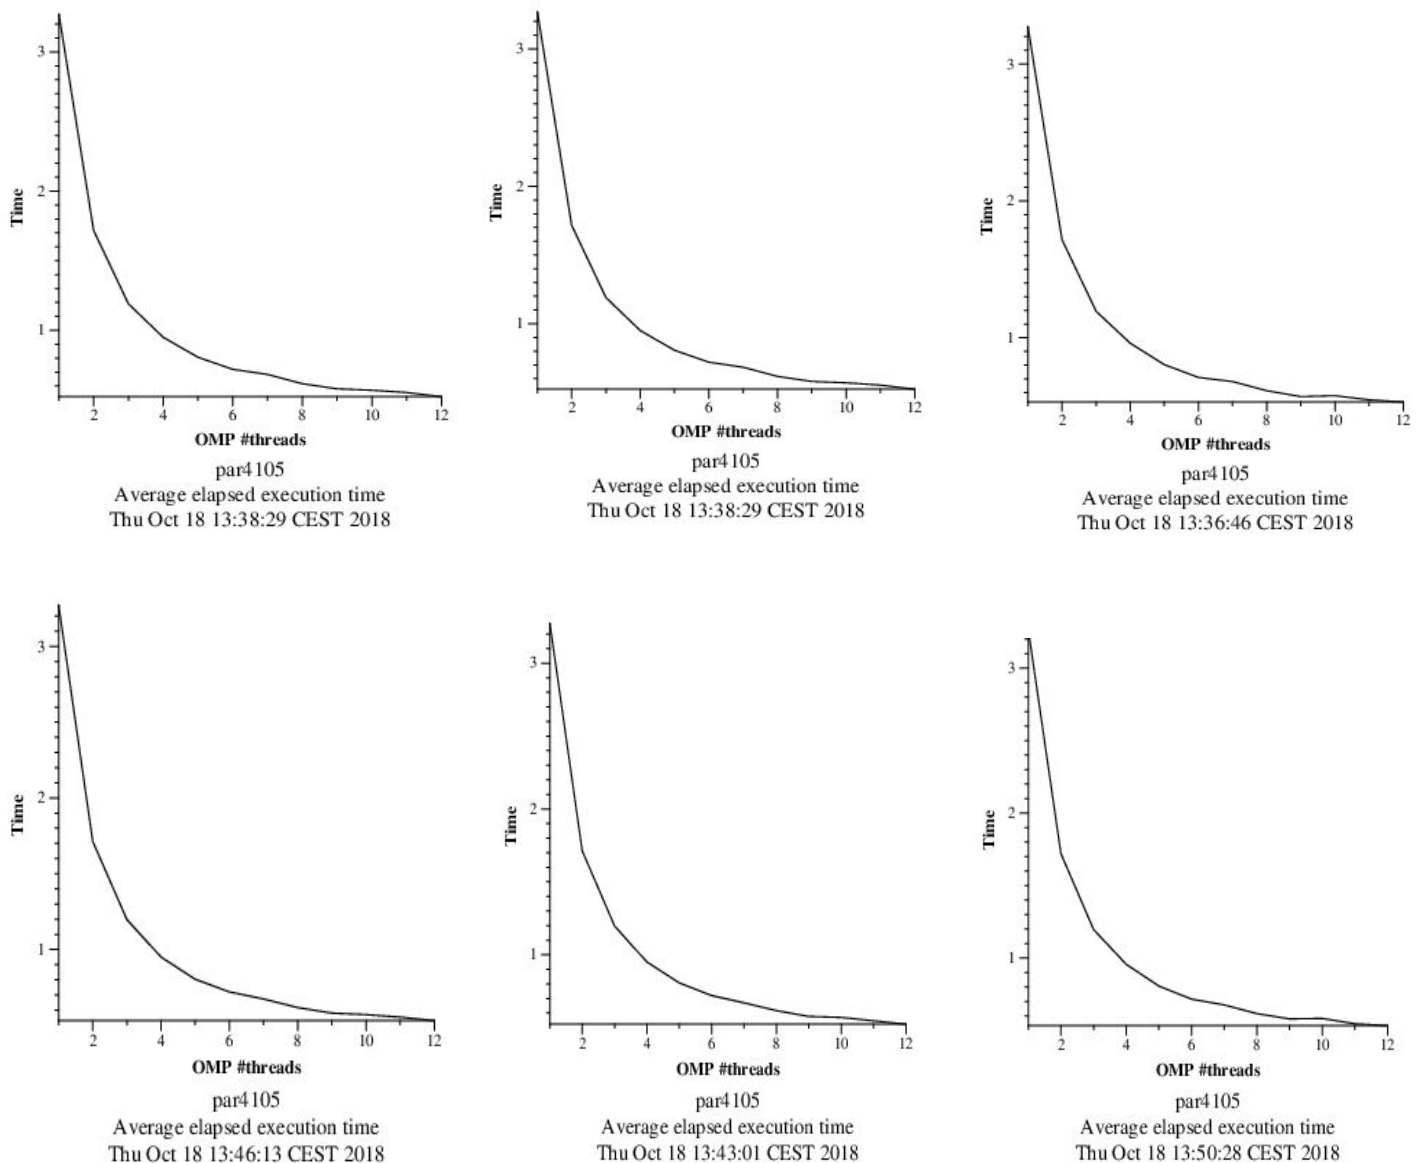 3
2
1
Time
2 4 6 8 10 12
OMP #threads
par4105
Average elapsed execution time
Thu Oct 18 13:38:29 CEST 2018
3
2
1
Time
2 4 6 8 10 12
OMP #threads
par4105
Average elapsed execution time
Thu Oct 18 13:38:29 CEST 2018
3
2
1
Time
2 4 6 8 10 12
OMP #threads
par4105
Average elapsed execution time
Thu Oct 18 13:36:46 CEST 2018
3
2
1
Time
2 4 6 8 10 12
OMP #threads
par4105
Average elapsed execution time
Thu Oct 18 13:46:13 CEST 2018
3
2
1
Time
2 4 6 8 10 12
OMP #threads
par4105
Average elapsed execution time
Thu Oct 18 13:43:01 CEST 2018
3
2
1
Time
2 4 6 8 10 12
OMP #threads
par4105
Average elapsed execution time
Thu Oct 18 13:50:28 CEST 2018